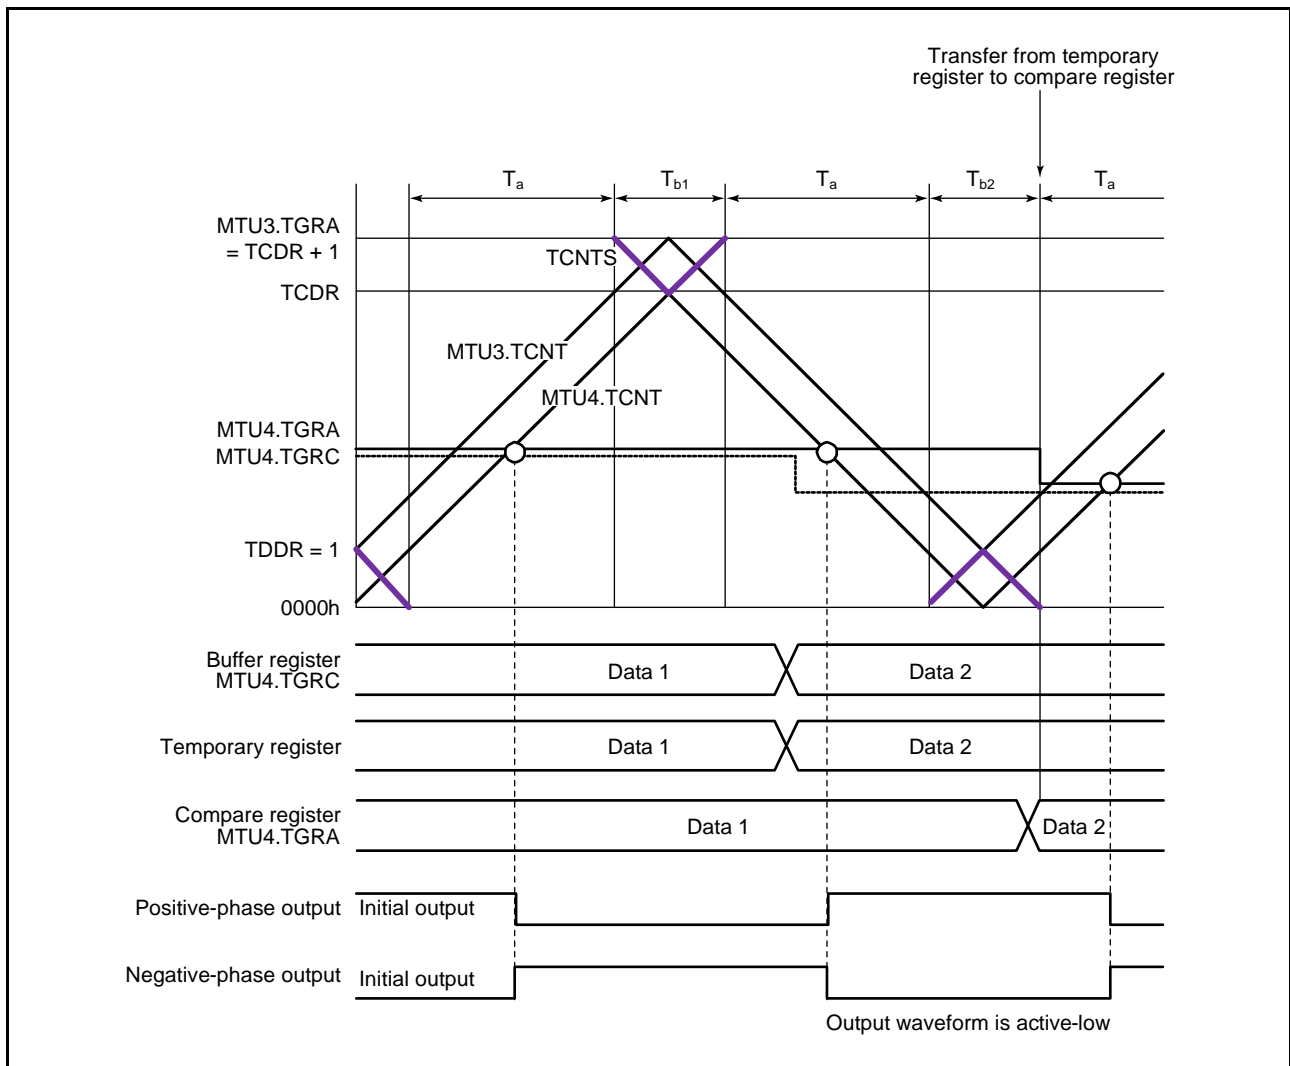 Transfer from temporary
register to compare register
Ta
Tb1
Ta
Tb2
Ta
MTU3.TGRA
= TCDR + 1
TCNTS
TCDR
MTU3.TCNT
MTU4.TCNT
MTU4.TGRA
MTU4.TGRC
TDDR = 1
0000h
Buffer register
MTU4.TGRC
Data 1
Data 2
Temporary register
Data 1
Data 2
Compare register
MTU4.TGRA
Data 1
Data 2
Positive-phase output
Initial output
Negative-phase output
Initial output
Output waveform is active-low